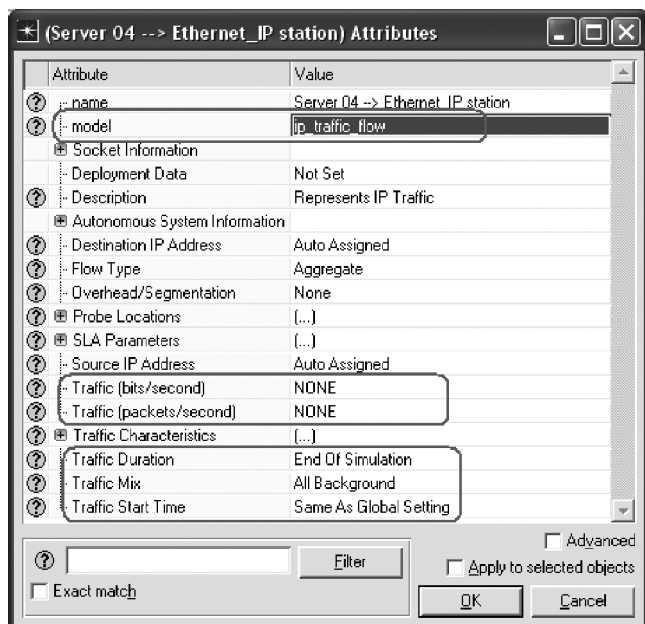 (Server 04 --> Ethernet_IP station) Attributes
Attribute Value
name Server 04 --> Ethernet_IP station
model ip_traffic_flow
Socket Information
Deployment Data Not Set
Description Represents IP Traffic
Autonomous System Information
Destination IP Address Auto Assigned
Flow Type Aggregate
Overhead/Segmentation None
Probe Locations (...)
SLA Parameters (...)
Source IP Address Auto Assigned
Traffic (bits/second) NONE
Traffic (packets/second) NONE
Traffic Characteristics (...)
Traffic Duration End Of Simulation
Traffic Mix All Background
Traffic Start Time Same As Global Setting
Advanced
Filter
Apply to selected objects
Exact match
OK Cancel